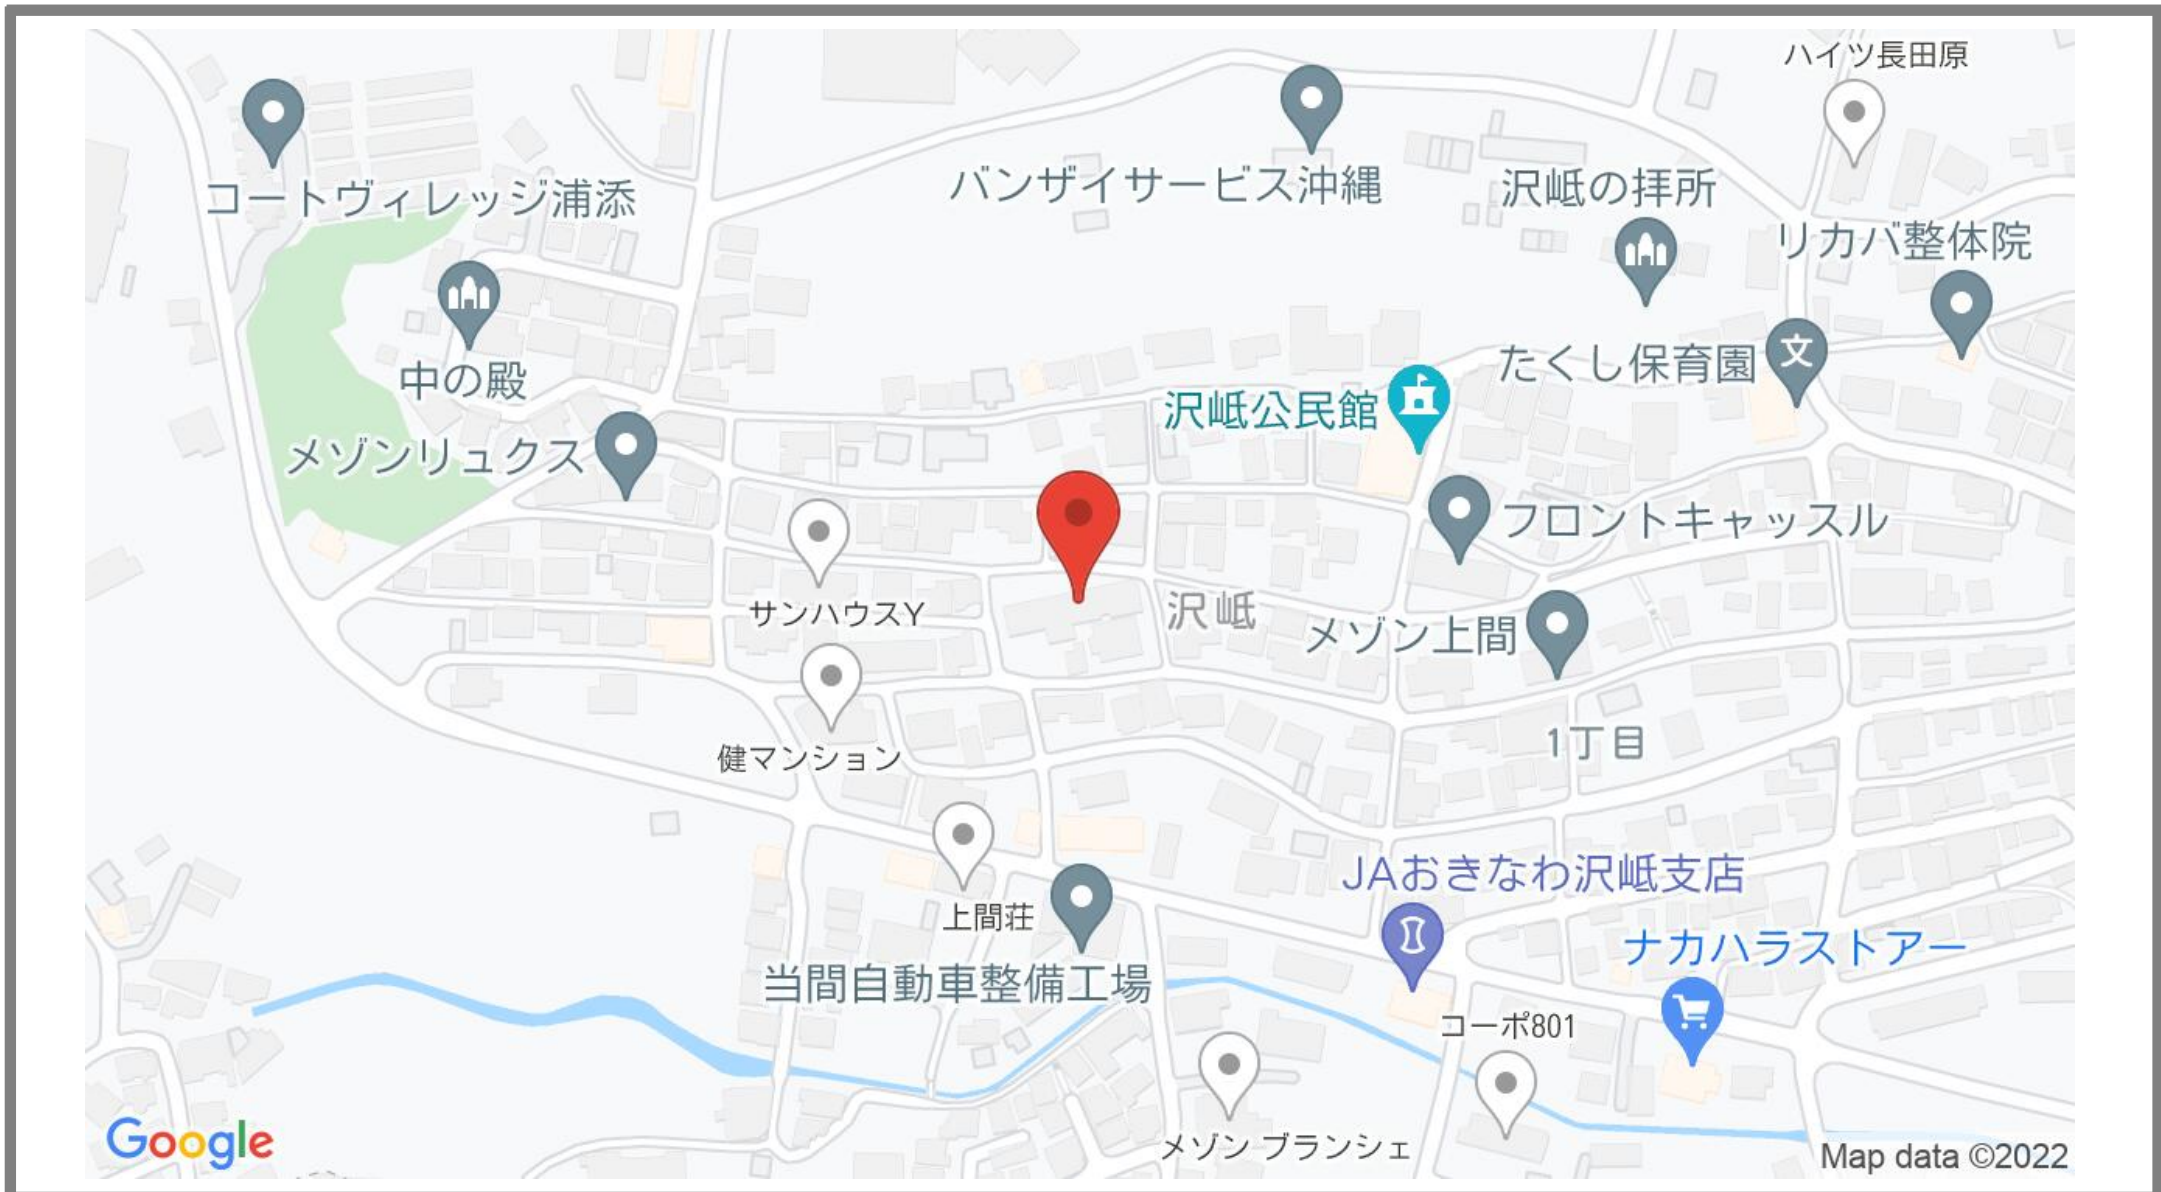 ハイツ長田原
コートヴィレッジ浦添
バンザイサービス沖縄
沢岻の拝所
リカバ整体院
中の殿
たくし保育園
沢岻公民館
メゾンリュクス
フロントキャッスル
サンハウスY
沢岻
メゾン上間
健マンション
1丁目
JAおきなわ沢岻支店
上間荘
ナカハラストアー
当間自動車整備工場
コーポ801
メゾン ブランシェ
Google
Map data ©2022
文